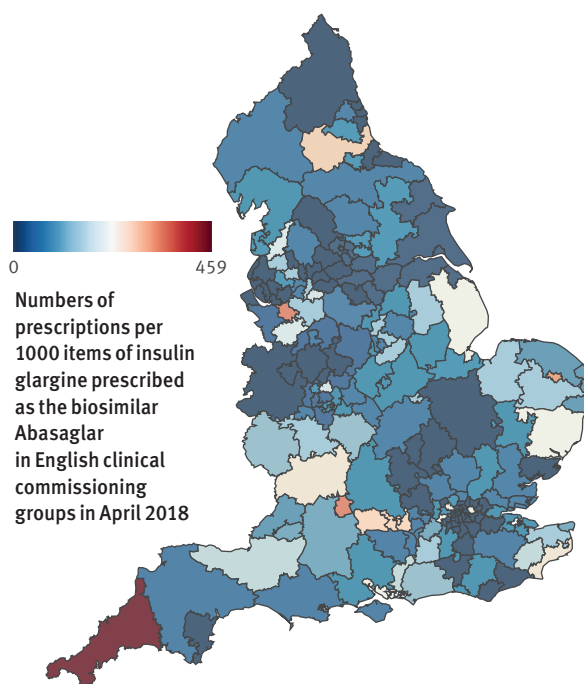 0 459
Numbers of
prescriptions per
1000 items of insulin
glargine prescribed
as the biosimilar
Abasaglar
in English clinical
commissioning
groups in April 2018